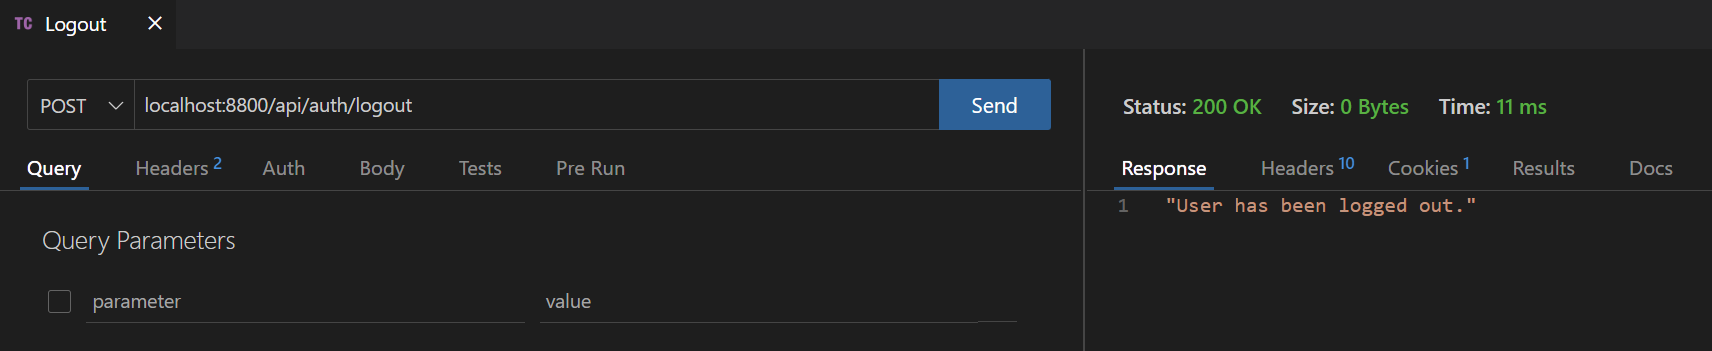 TC Logout
POST localhost:8800/api/auth/logout Send
Status: 200 OK Size: 0 Bytes Time: 11 ms
Query Headers 2 Auth Body Tests Pre Run
Response Headers 10 Cookies 1 Results Docs
1 "User has been logged out."
Query Parameters
parameter value